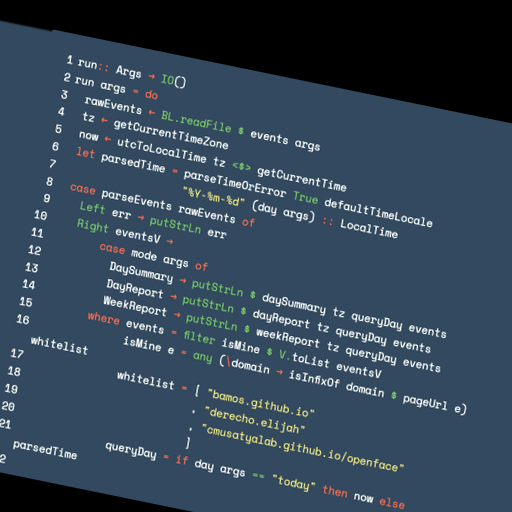 1 run:: Args → IO()
2 run args = do
3 rawEvents ← BL.readFile $ events args
4 tz ← getCurrentTimeZone
5 now ← utcToLocalTime tz <$> getCurrentTime
6 let parsedTime = parseTimeOrError True defaultTimeLocale
7 "%Y-%m-%d" (day args) :: LocalTime
8 case parseEvents rawEvents of
9 Left err → putStrLn err
10 Right eventsV →
11 case mode args of
12 DaySummary → putStrLn $ daySummary tz queryDay events
13 DayReport → putStrLn $ dayReport tz queryDay events
14 WeekReport → putStrLn $ weekReport tz queryDay events
15 where events = filter isMine $ V.toList eventsV
16 isMine e = any (\domain → isInfixOf domain $ pageUrl e)
whitelist
17 whitelist = [ "bamos.github.io"
18 , "derecho.elijah"
19 , "cmusatyalab.github.io/openface"
20 ]
21 queryDay = if day args == "today" then now else
parsedTime
2